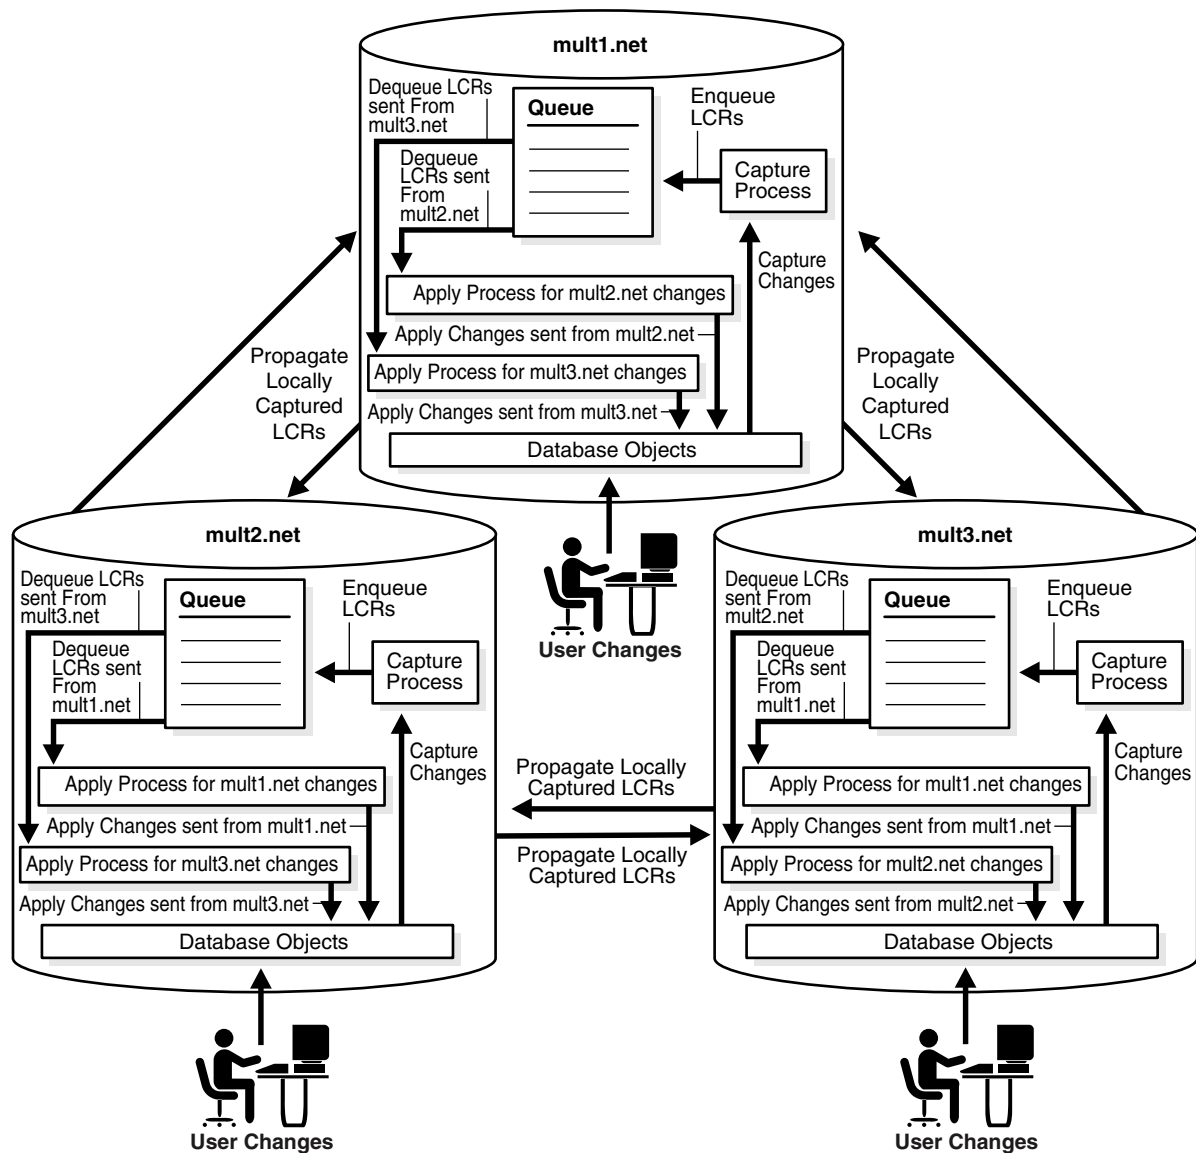 mult1.net
Dequeue LCRs
sent From
mult3.net
Queue
Enqueue
LCRs
Dequeue
LCRs sent
From
mult2.net
Capture
Process
Capture
Changes
Apply Process for mult2.net changes
Apply Changes sent from mult2.net
Apply Process for mult3.net changes
Apply Changes sent from mult3.net
Database Objects
Propagate
Locally
Captured
LCRs
Propagate
Locally
Captured
LCRs
User Changes
mult2.net
Dequeue LCRs
sent From
mult3.net
Queue
Enqueue
LCRs
Dequeue
LCRs sent
From
mult1.net
Capture
Process
Capture
Changes
Apply Process for mult1.net changes
Apply Changes sent from mult1.net
Apply Process for mult3.net changes
Apply Changes sent from mult3.net
Database Objects
User Changes
Propagate Locally
Captured LCRs
Propagate Locally
Captured LCRs
mult3.net
Dequeue LCRs
sent From
mult2.net
Queue
Enqueue
LCRs
Dequeue
LCRs sent
From
mult1.net
Capture
Process
Capture
Changes
Apply Process for mult1.net changes
Apply Changes sent from mult1.net
Apply Process for mult2.net changes
Apply Changes sent from mult2.net
Database Objects
User Changes